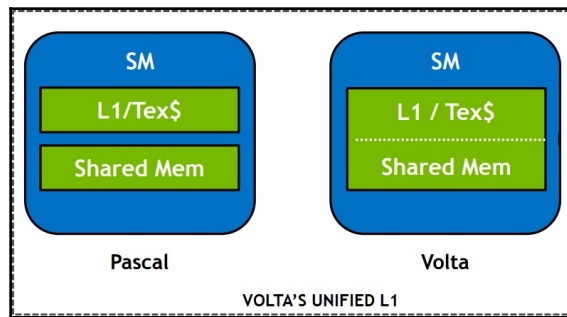 SM
L1/Tex$
Shared Mem
Pascal
SM
L1 / Tex$
Shared Mem
Volta
VOLTA'S UNIFIED L1